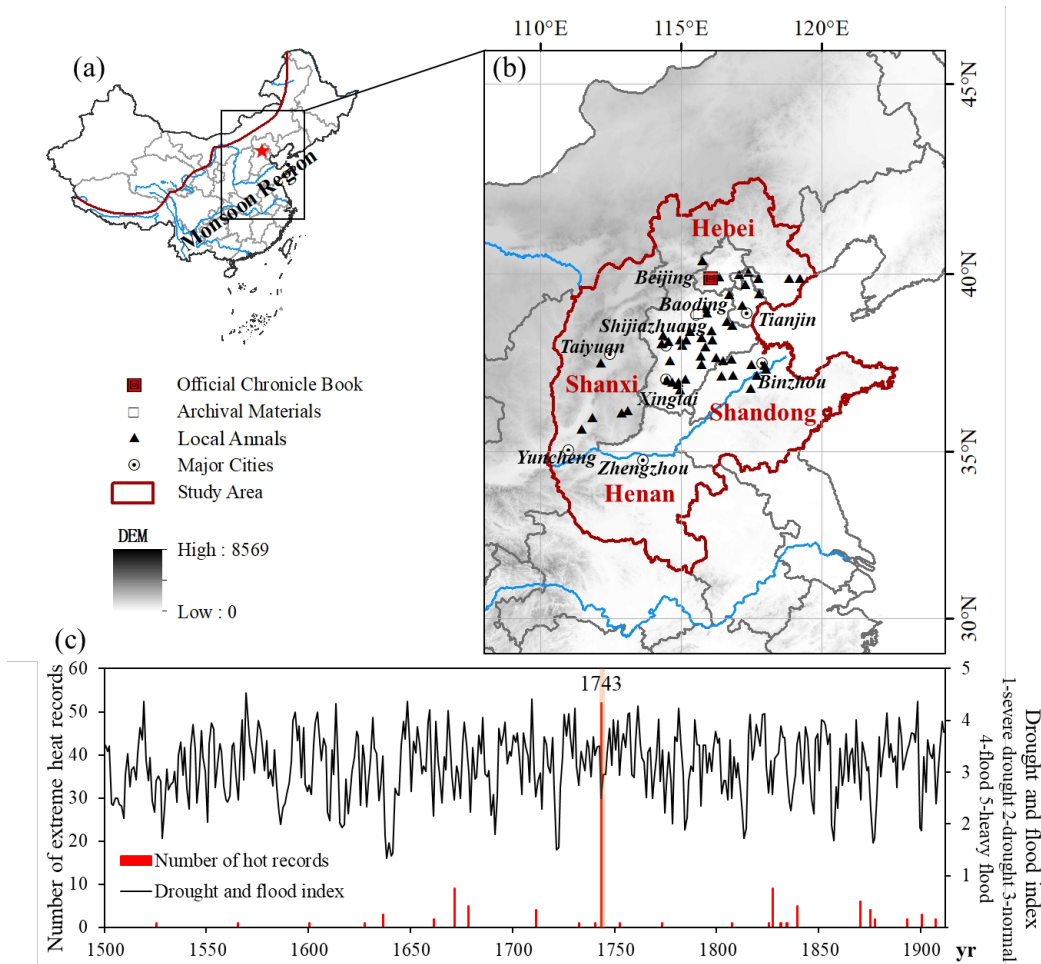 110°E
115°E
120°E
(a)
(b)
45°N
Monsoon Region
Hebei
Beijing
40°N
Baoding
Tianjin
Shijiazhuang
Taiyuan
Official Chronicle Book
Archival Materials
Local Annals
Major Cities
Study Area
Shanxi
Binzhou
Xingtai
Shandong
Yuncheng
Zhengzhou
35°N
Henan
DEM
High : 8569
Low : 0
30°N
(c)
1743
60
50
40
30
20
10
0
5
4
3
2
1
Number of extreme heat records
Drought and flood index
1-severe drought 2-drought 3-normal
4-flood 5-heavy flood
Number of hot records
Drought and flood index
1500
1550
1600
1650
1700
1750
1800
1850
1900
yr